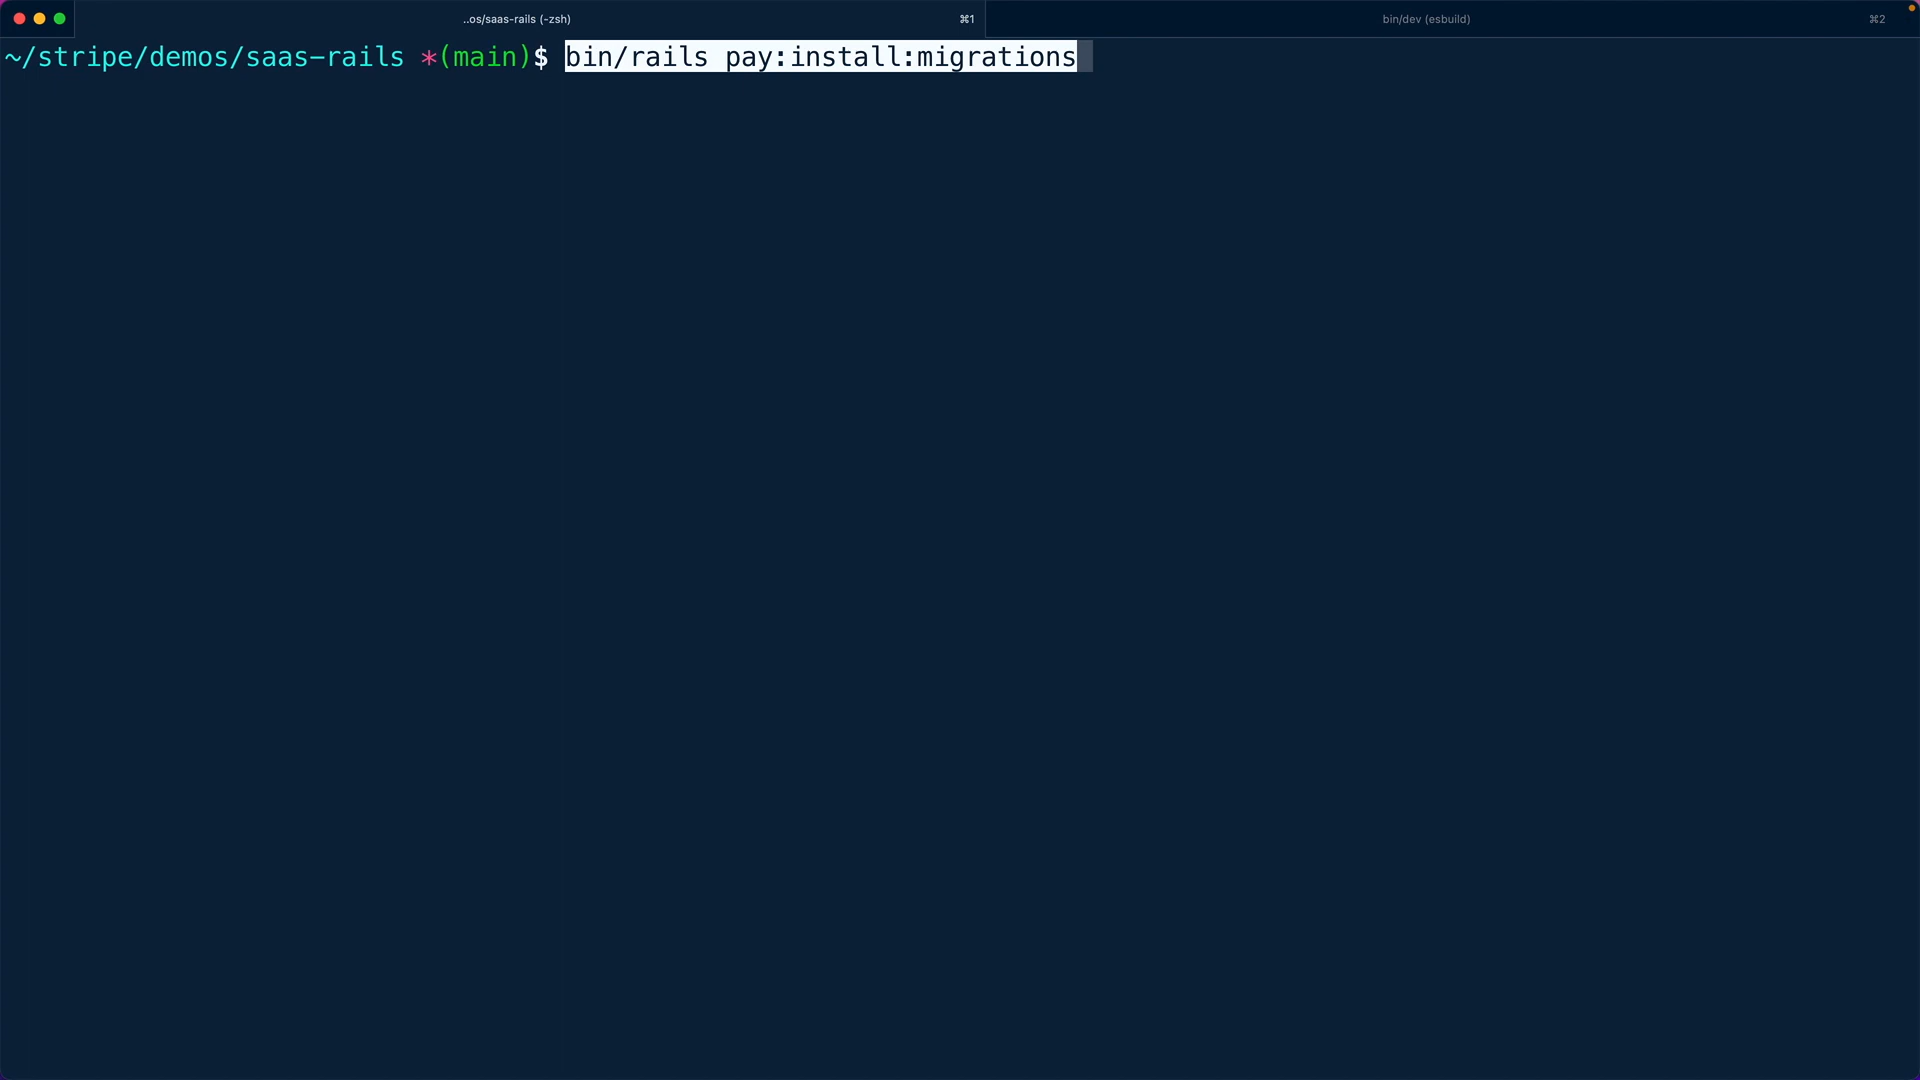 ..os/saas-rails (-zsh) ⌘1 bin/dev (esbuild) ⌘2
~/stripe/demos/saas-rails *(main)$ bin/rails pay:install:migrations